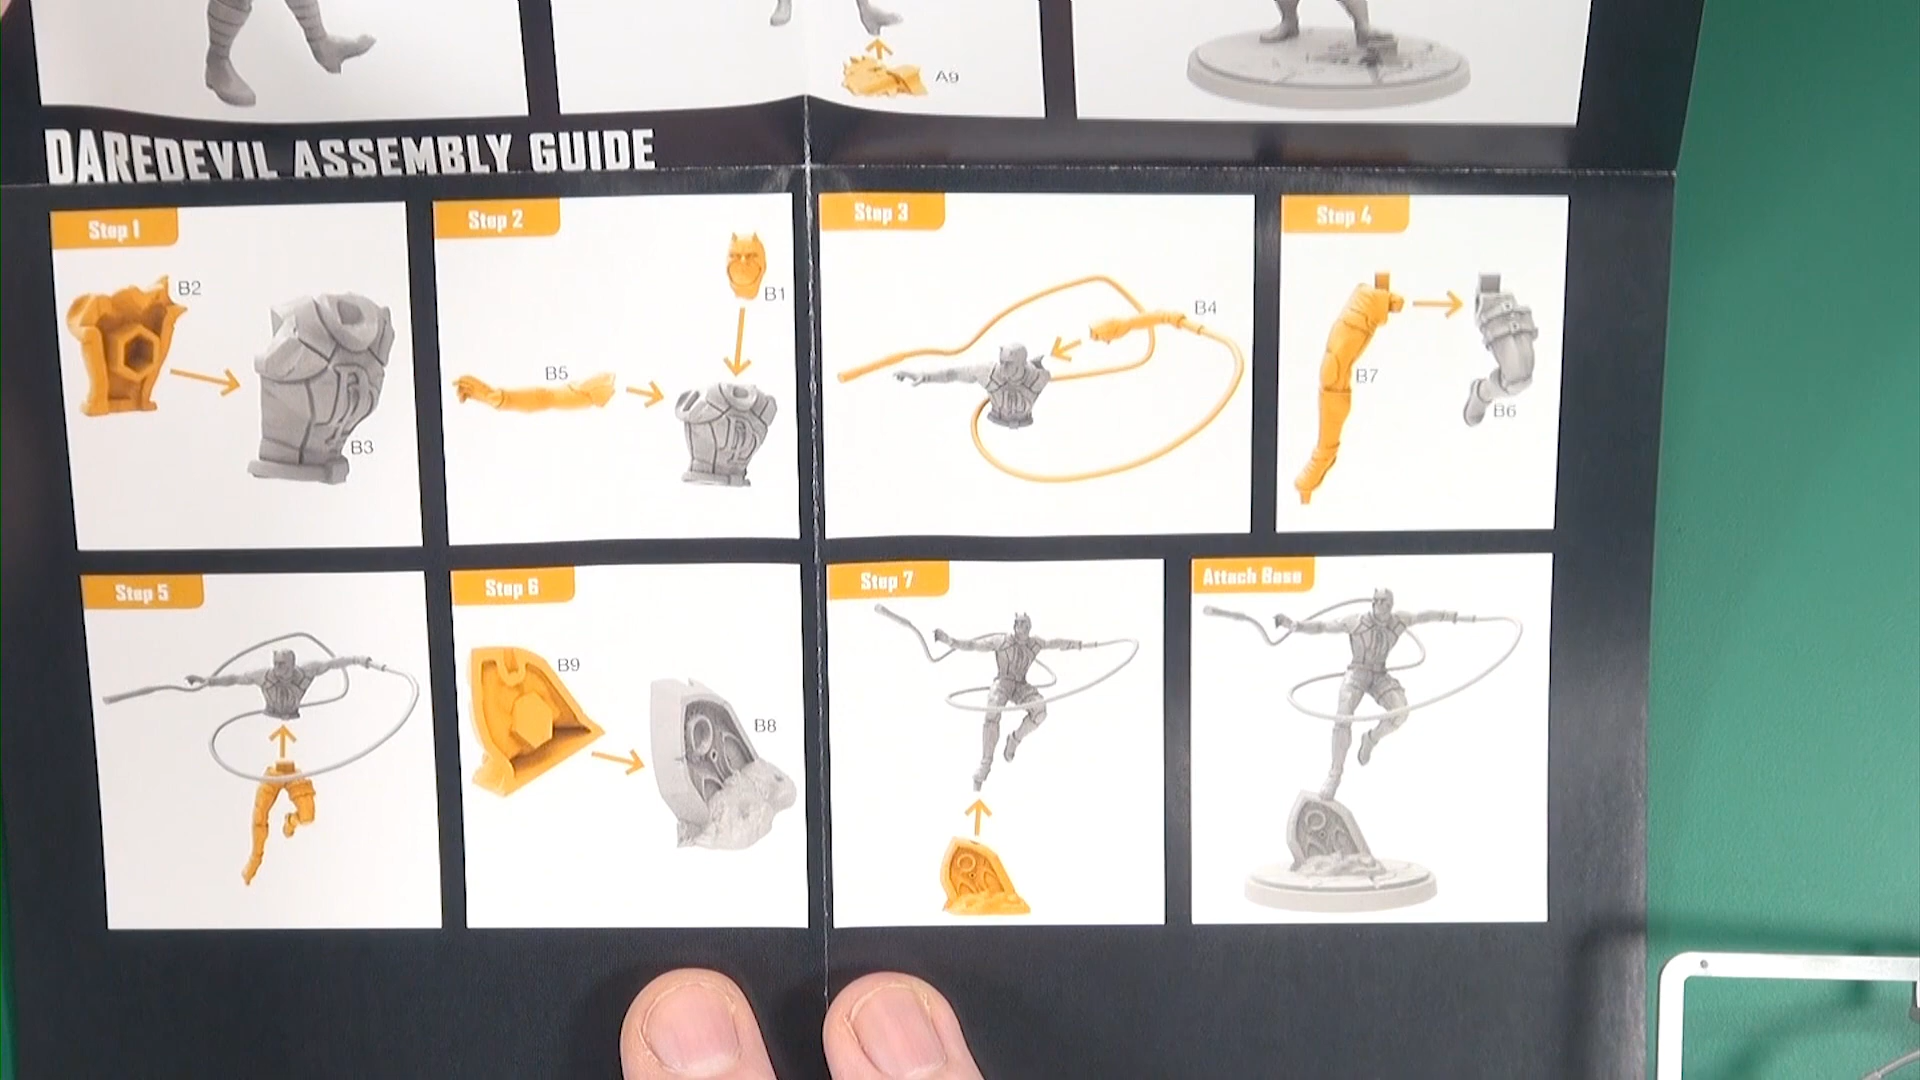 A9
DAREDEVIL ASSEMBLY GUIDE
Step 1
B2
B3
Step 2
B1
B5
Step 3
B4
Step 4
B7
B6
Step 5
Step 6
B9
B8
Step 7
Attach Base